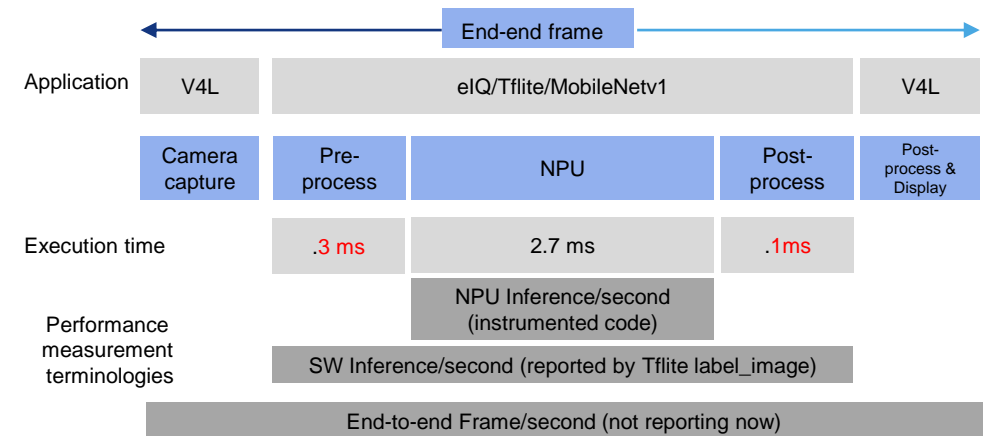 End-end frame
Application
V4L
eIQ/Tflite/MobileNetv1
V4L
Camera
capture
Pre-
process
NPU
Post-
process
Post-
process &
Display
Execution time
.3 ms
2.7 ms
.1ms
Performance
measurement
terminologies
NPU Inference/second
(instrumented code)
SW Inference/second (reported by Tflite label_image)
End-to-end Frame/second (not reporting now)